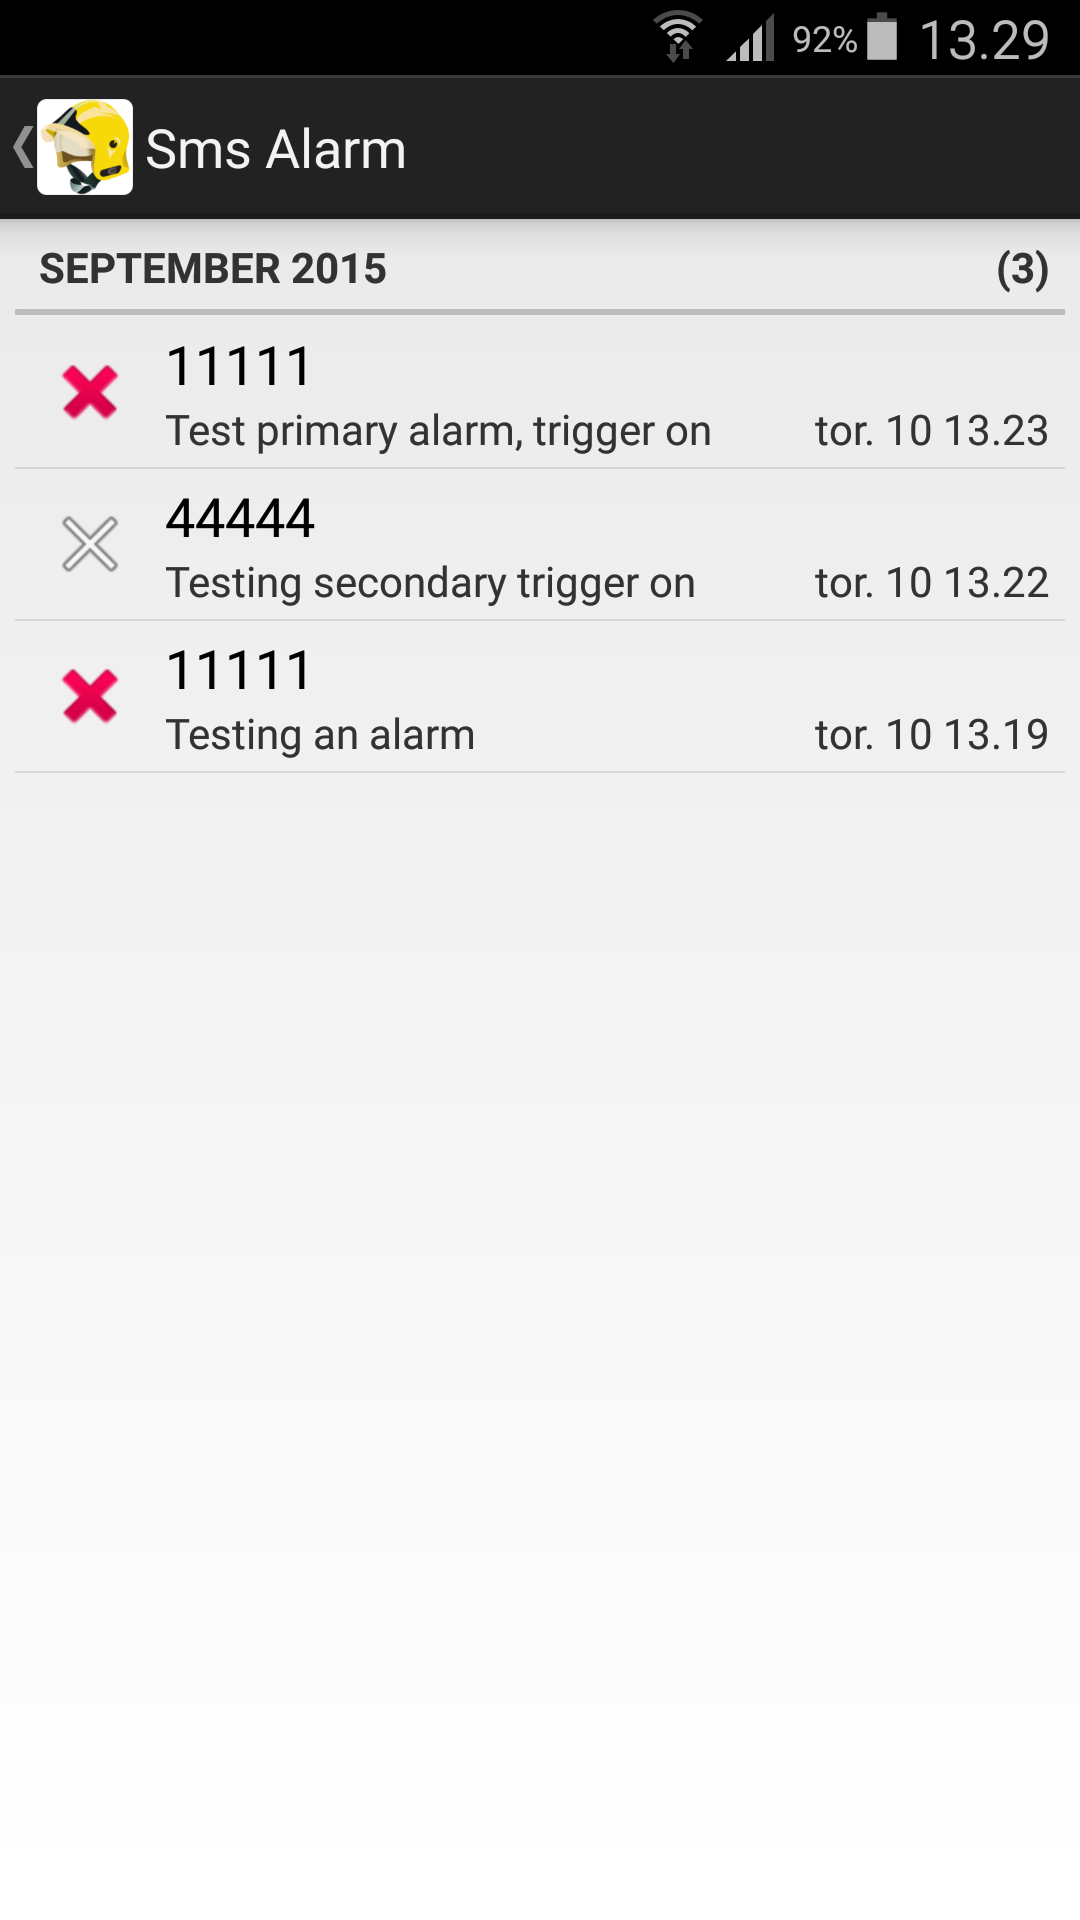 92% 13.29
Sms Alarm
SEPTEMBER 2015 (3)
11111
Test primary alarm, trigger on tor. 10 13.23
44444
Testing secondary trigger on tor. 10 13.22
11111
Testing an alarm tor. 10 13.19